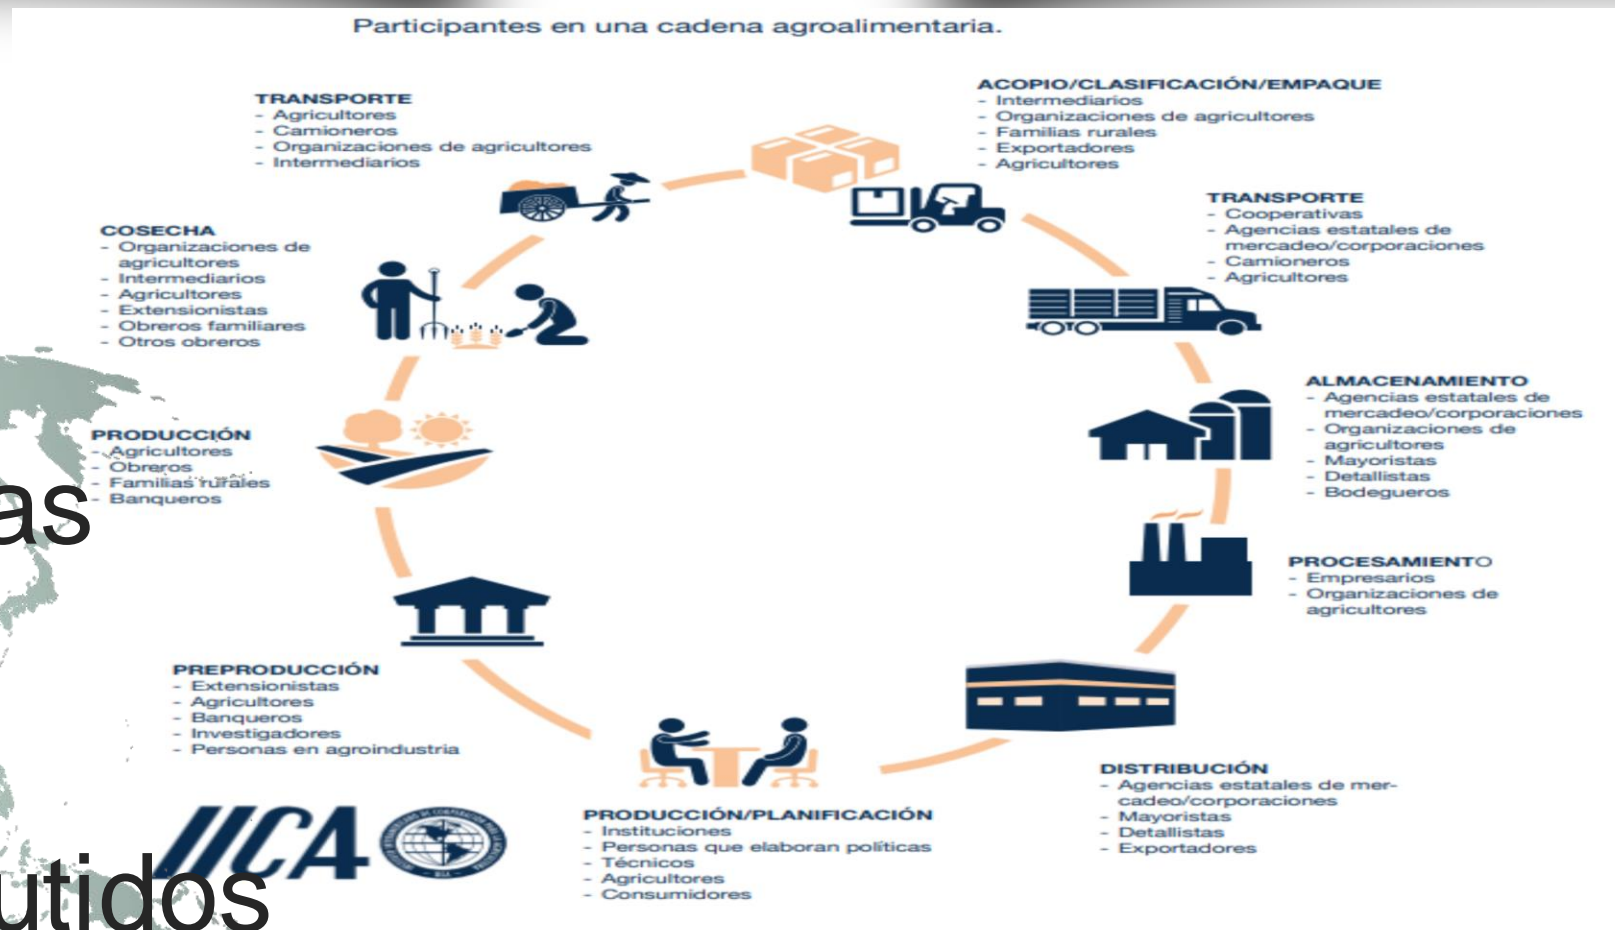 Participantes en una cadena agroalimentaria.
TRANSPORTE
- Agricultores
- Camioneros
- Organizaciones de agricultores
- Intermediarios
ACOPIO/CLASIFICACIÓN/EMPAQUE
- Intermediarios
- Organizaciones de agricultores
- Familias rurales
- Exportadores
- Agricultores
TRANSPORTE
- Cooperativas
- Agencias estatales de
mercadeo/corporaciones
- Camioneros
- Agricultores
COSECHA
- Organizaciones de
agricultores
- Intermediarios
- Agricultores
- Extensionistas
- Obreros familiares
- Otros obreros
ALMACENAMIENTO
- Agencias estatales de
mercadeo/corporaciones
- Organizaciones de
agricultores
- Mayoristas
- Detallistas
- Bodegueros
PRODUCCIÓN
- Agricultores
- Obreros
- Familias rurales
- Banqueros
as
PROCESAMIENTO
- Empresarios
- Organizaciones de
agricultores
PREPRODUCCIÓN
- Extensionistas
- Agricultores
- Banqueros
- Investigadores
- Personas en agroindustria
DISTRIBUCIÓN
- Agencias estatales de mer-
cadeo/corporaciones
- Mayoristas
- Detallistas
- Exportadores
PRODUCCIÓN/PLANIFICACIÓN
- Instituciones
- Personas que elaboran políticas
- Técnicos
- Agricultores
- Consumidores
IICA
utidos